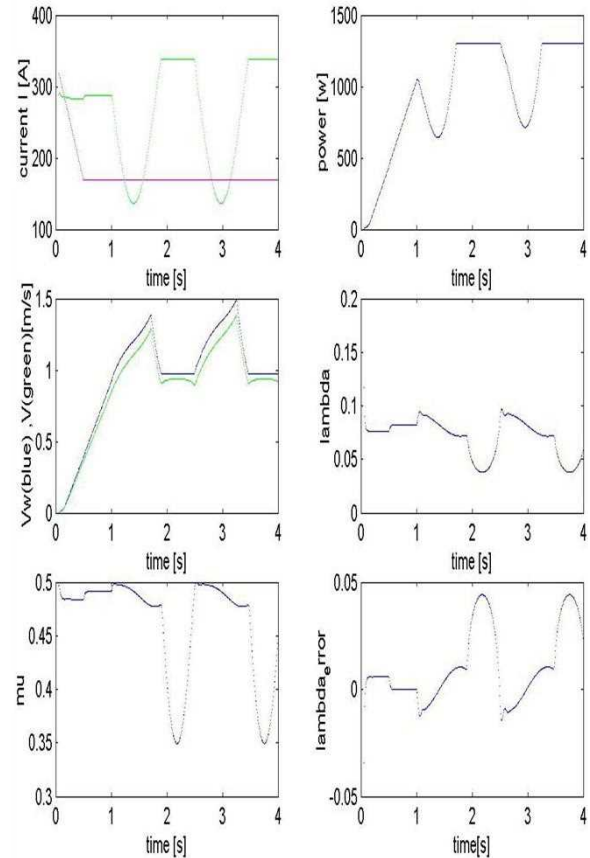 400
300
200
100
current I [A]
0 1 2 3 4
time [s]
1500
1000
500
0
power [w]
0 1 2 3 4
time [s]
1.5
1
0.5
0
Vw(blue) ,V(green)[m/s]
0 1 2 3 4
time [s]
0.2
0.15
0.1
0.05
0
lambda
0 1 2 3 4
time [s]
0.5
0.45
0.4
0.35
0.3
mu
0 1 2 3 4
time [s]
0.05
0
-0.05
lambda_error
0 1 2 3 4
time[s]